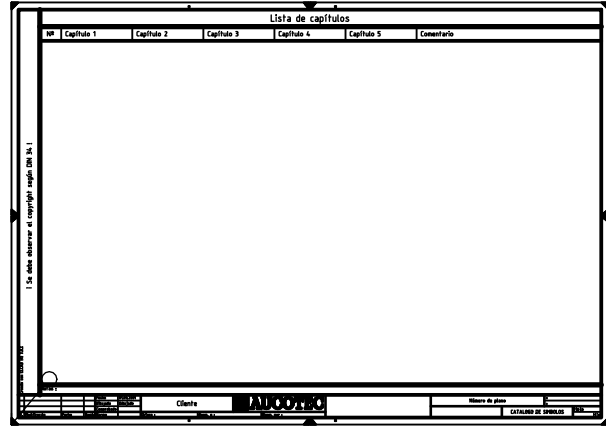 Lista de capítulos
Nº Capítulo 1 Capítulo 2 Capítulo 3 Capítulo 4 Capítulo 5 Comentario
! Se debe observar el copyright según DIN 34 !
Cliente
AUCOTEC
Número de plano
CATALOGO DE SIMBOLOS